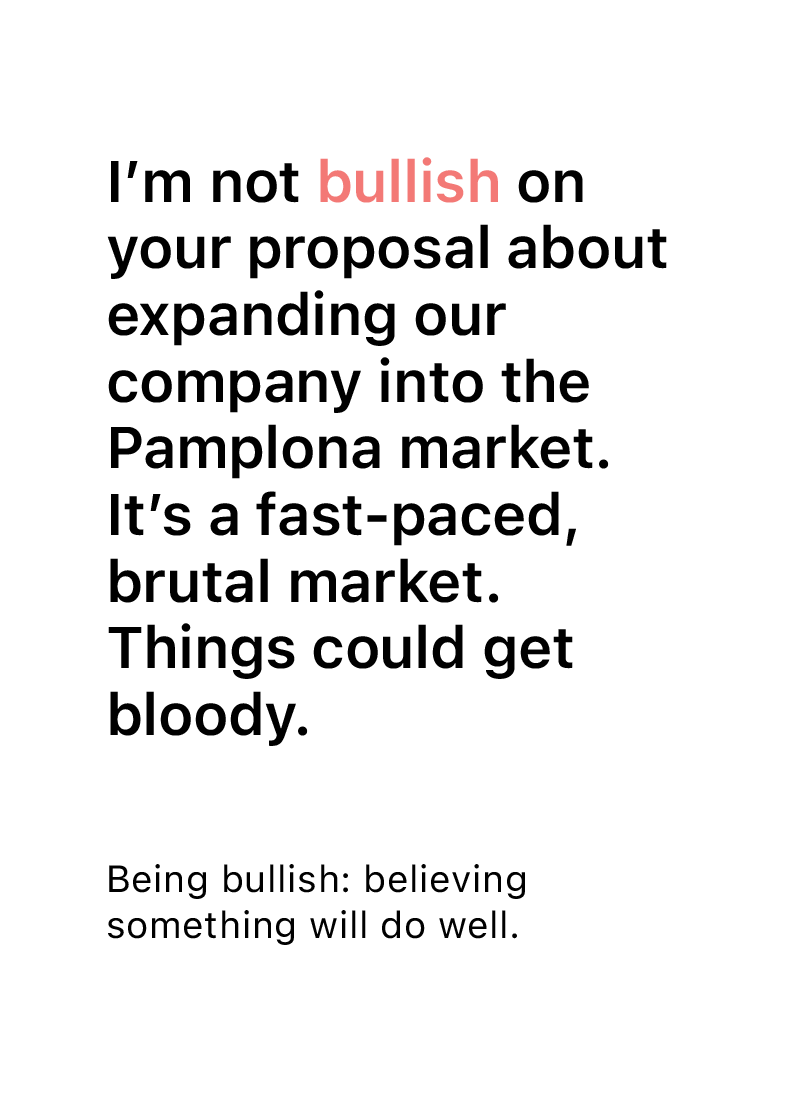 I’m not bullish on
your proposal about
expanding our
company into the
Pamplona market.
It’s a fast-paced,
brutal market.
Things could get
bloody.
Being bullish: believing
something will do well.